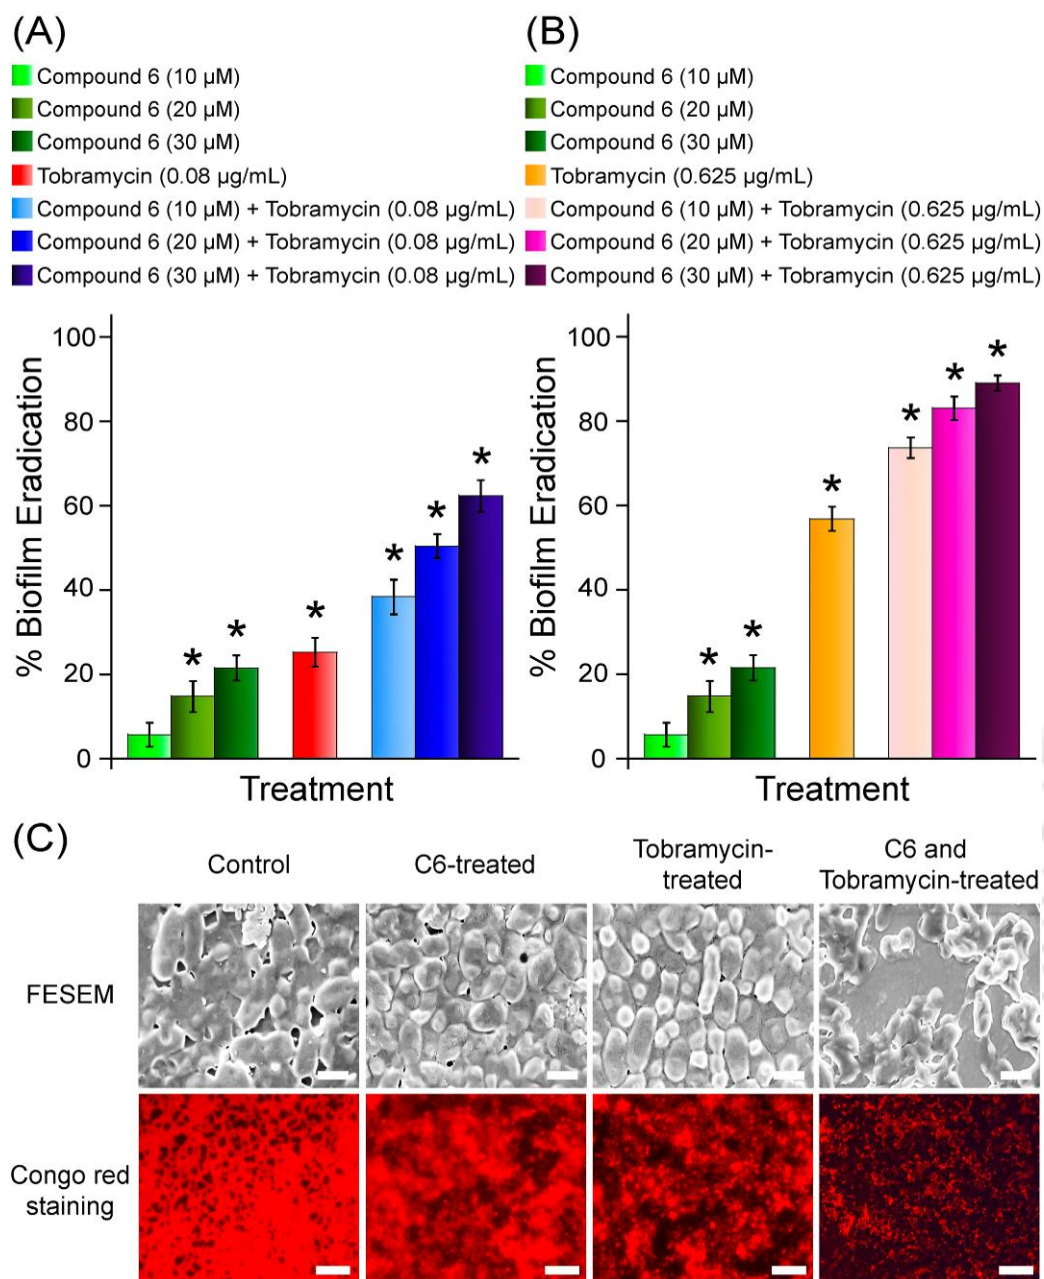 (A)
Compound 6 (10 µM)
Compound 6 (20 µM)
Compound 6 (30 µM)
Tobramycin (0.08 µg/mL)
Compound 6 (10 µM) + Tobramycin (0.08 µg/mL)
Compound 6 (20 µM) + Tobramycin (0.08 µg/mL)
Compound 6 (30 µM) + Tobramycin (0.08 µg/mL)
% Biofilm Eradication
100
80
60
40
20
0
*
*
*
*
*
*
Treatment
(B)
Compound 6 (10 µM)
Compound 6 (20 µM)
Compound 6 (30 µM)
Tobramycin (0.625 µg/mL)
Compound 6 (10 µM) + Tobramycin (0.625 µg/mL)
Compound 6 (20 µM) + Tobramycin (0.625 µg/mL)
Compound 6 (30 µM) + Tobramycin (0.625 µg/mL)
% Biofilm Eradication
100
80
60
40
20
0
*
*
*
*
*
*
Treatment
(C)
Control
C6-treated
Tobramycin-
treated
C6 and
Tobramycin-treated
FESEM
Congo red
staining